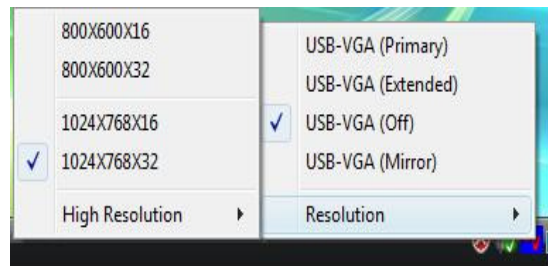 800X600X16
800X600X32
1024X768X16
1024X768X32
High Resolution
USB-VGA (Primary)
USB-VGA (Extended)
USB-VGA (Off)
USB-VGA (Mirror)
Resolution